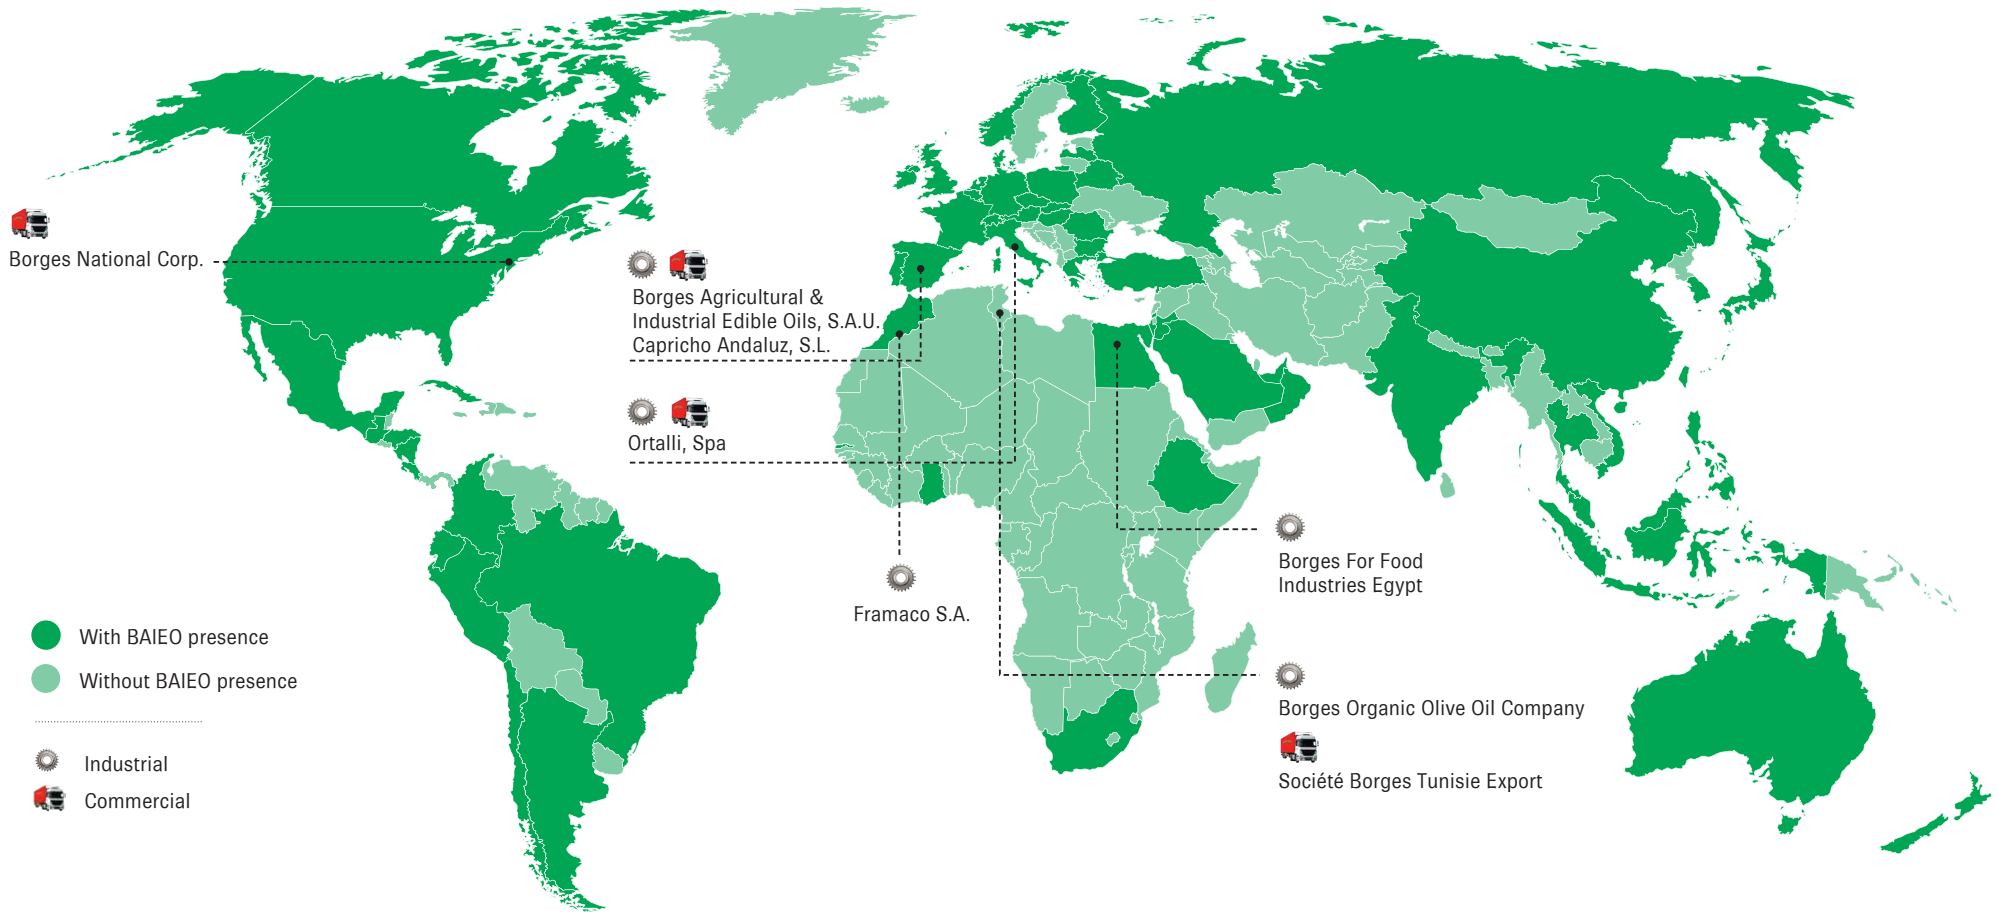 Borges National Corp.
Borges Agricultural &
Industrial Edible Oils, S.A.U.
Capricho Andaluz, S.L.
Ortalli, Spa
Framaco S.A.
Borges For Food
Industries Egypt
Borges Organic Olive Oil Company
Société Borges Tunisie Export
With BAIEO presence
Without BAIEO presence
Industrial
Commercial